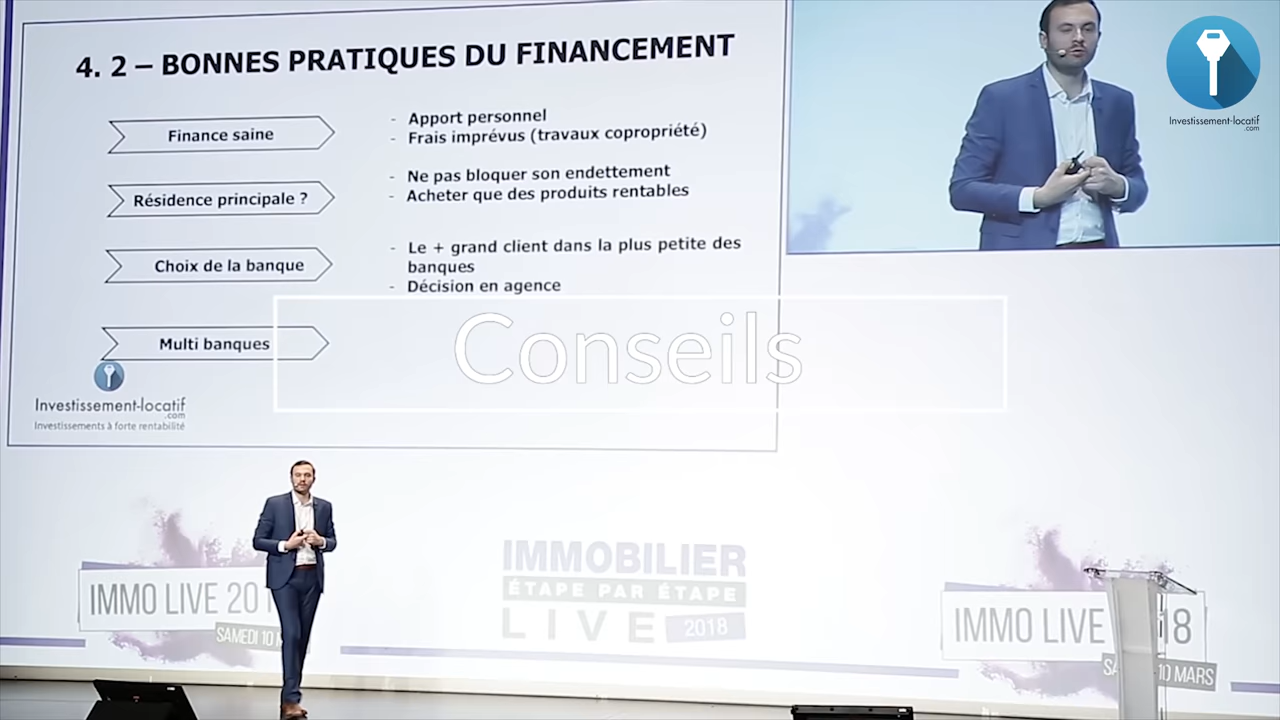 4. 2 – BONNES PRATIQUES DU FINANCEMENT
Finance saine
- Apport personnel
- Frais imprévus (travaux copropriété)
Résidence principale ?
- Ne pas bloquer son endettement
- Acheter que des produits rentables
Choix de la banque
- Le + grand client dans la plus petite des
banques
- Décision en agence
Multi banques
Investissement-locatif
.com
Investissements à forte rentabilité
Investissement-locatif
.com
Conseils
IMMO LIVE 201
SAMEDI 10 M
IMMOBILIER
ÉTAPE PAR ÉTAPE
LIVE 2018
IMMO LIVE 18
SA 10 MARS